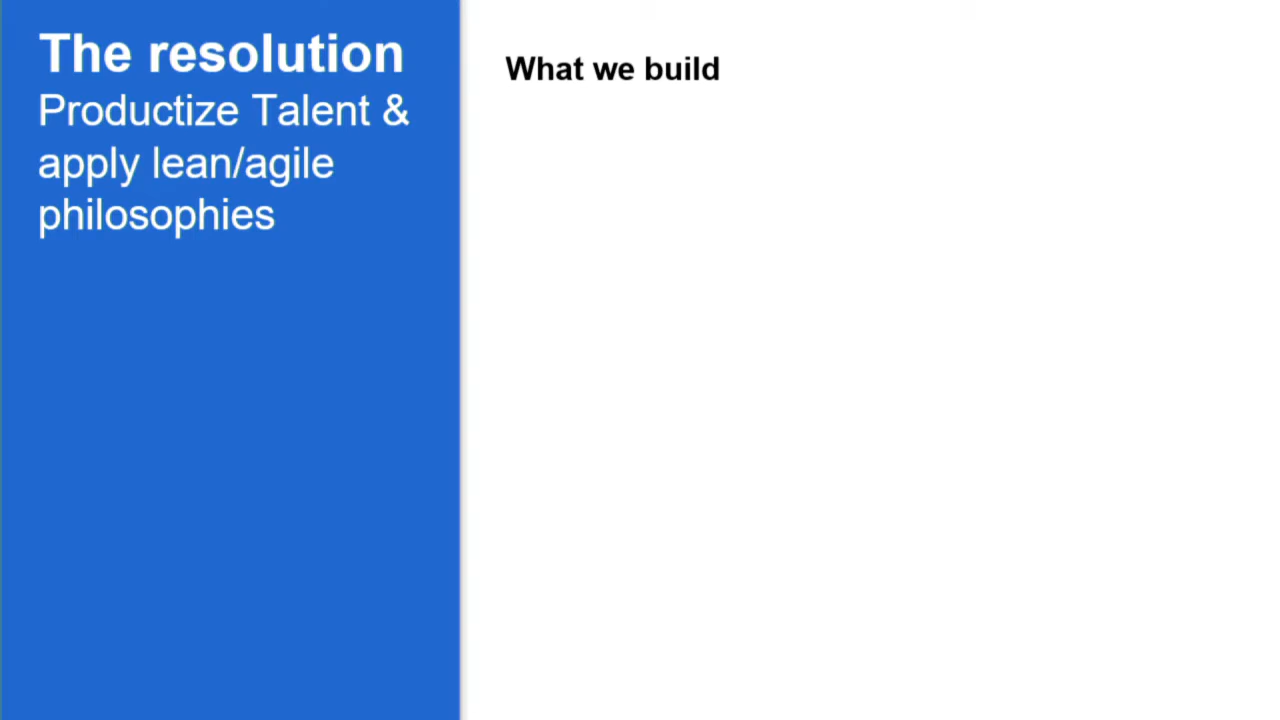 The resolution
Productize Talent &
apply lean/agile
philosophies
What we build